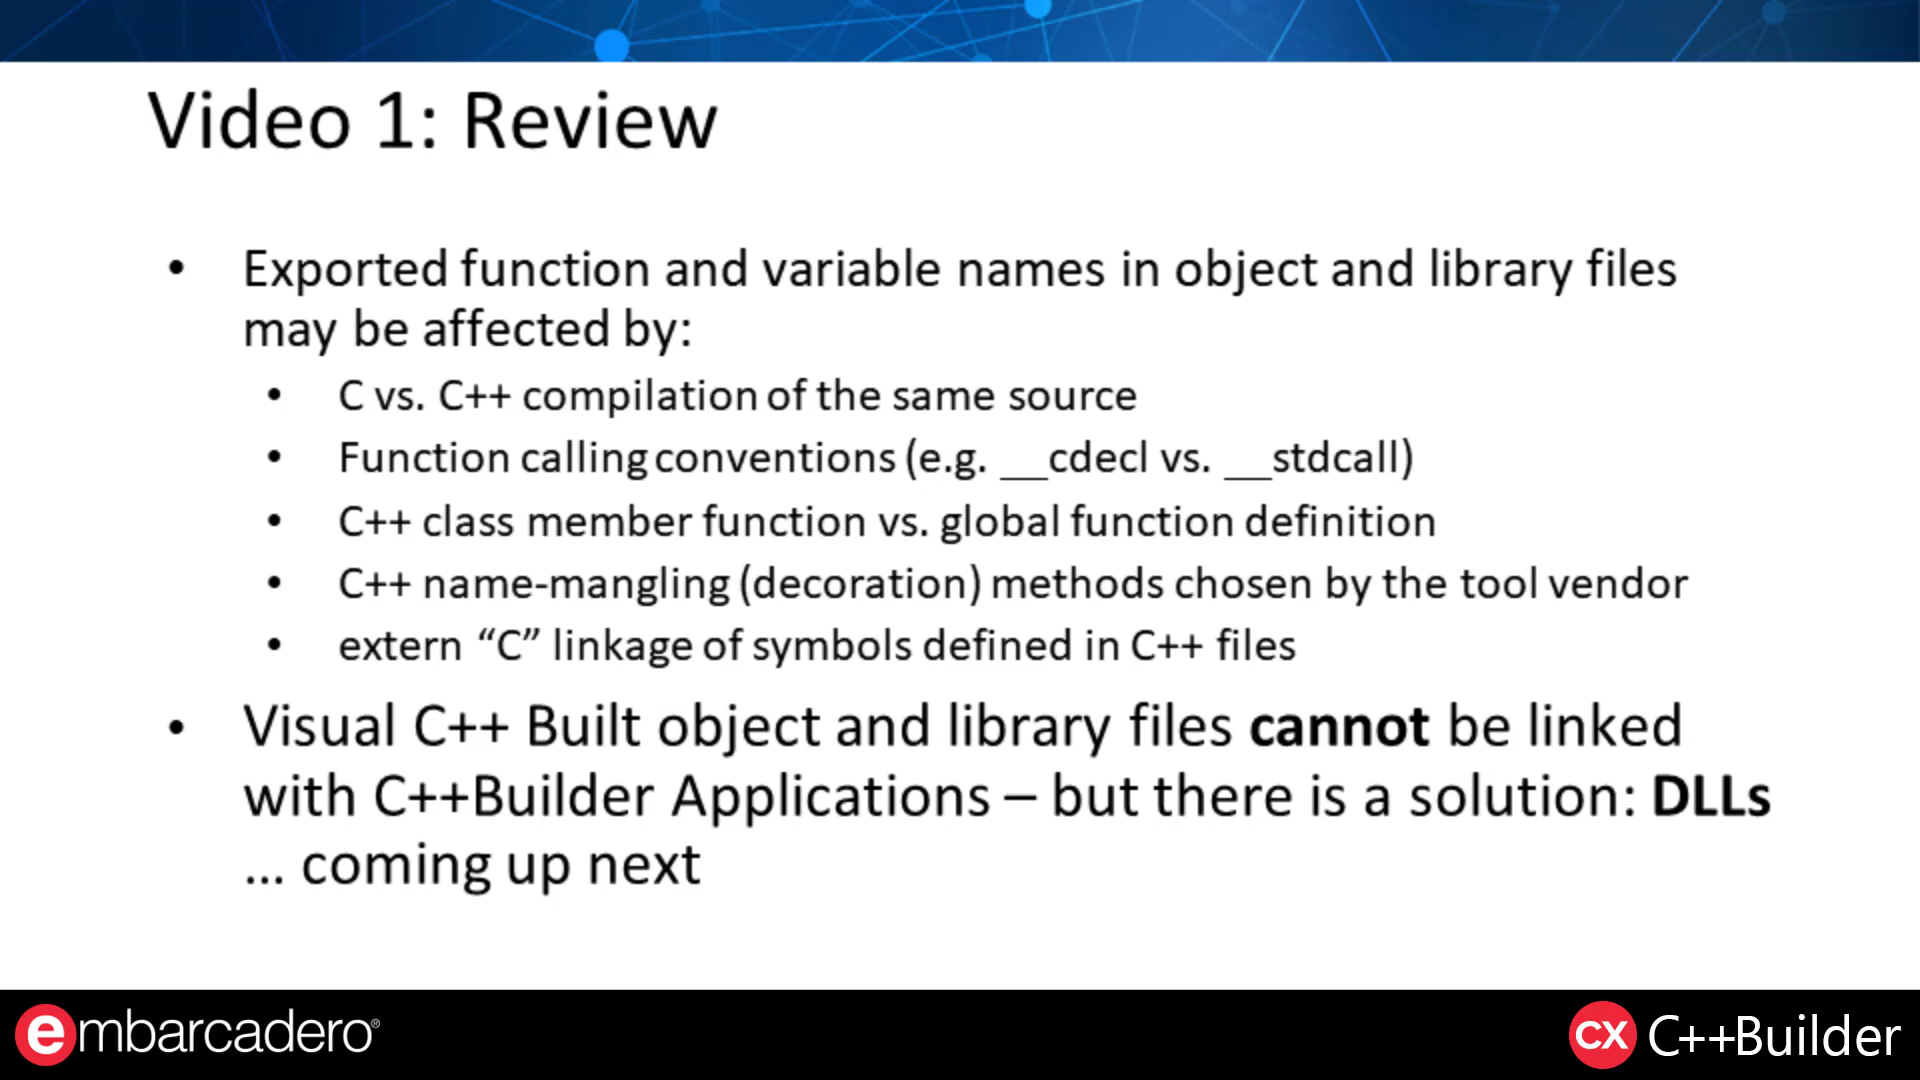 Video 1: Review
• Exported function and variable names in object and library files
may be affected by:
• C vs. C++ compilation of the same source
• Function calling conventions (e.g. __cdecl vs. __stdcall)
• C++ class member function vs. global function definition
• C++ name-mangling (decoration) methods chosen by the tool vendor
• extern “C” linkage of symbols defined in C++ files
• Visual C++ Built object and library files cannot be linked
with C++Builder Applications – but there is a solution: DLLs
... coming up next
embarcadero®
CX C++Builder